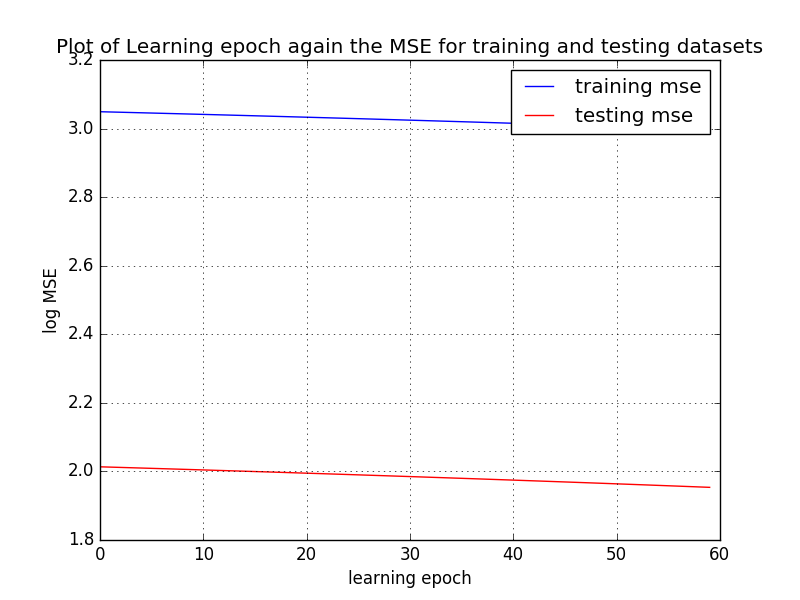 Plot of Learning epoch again the MSE for training and testing datasets
3.2
3.0
2.8
2.6
2.4
2.2
2.0
1.8
log MSE
training mse
testing mse
0 10 20 30 40 50 60
learning epoch